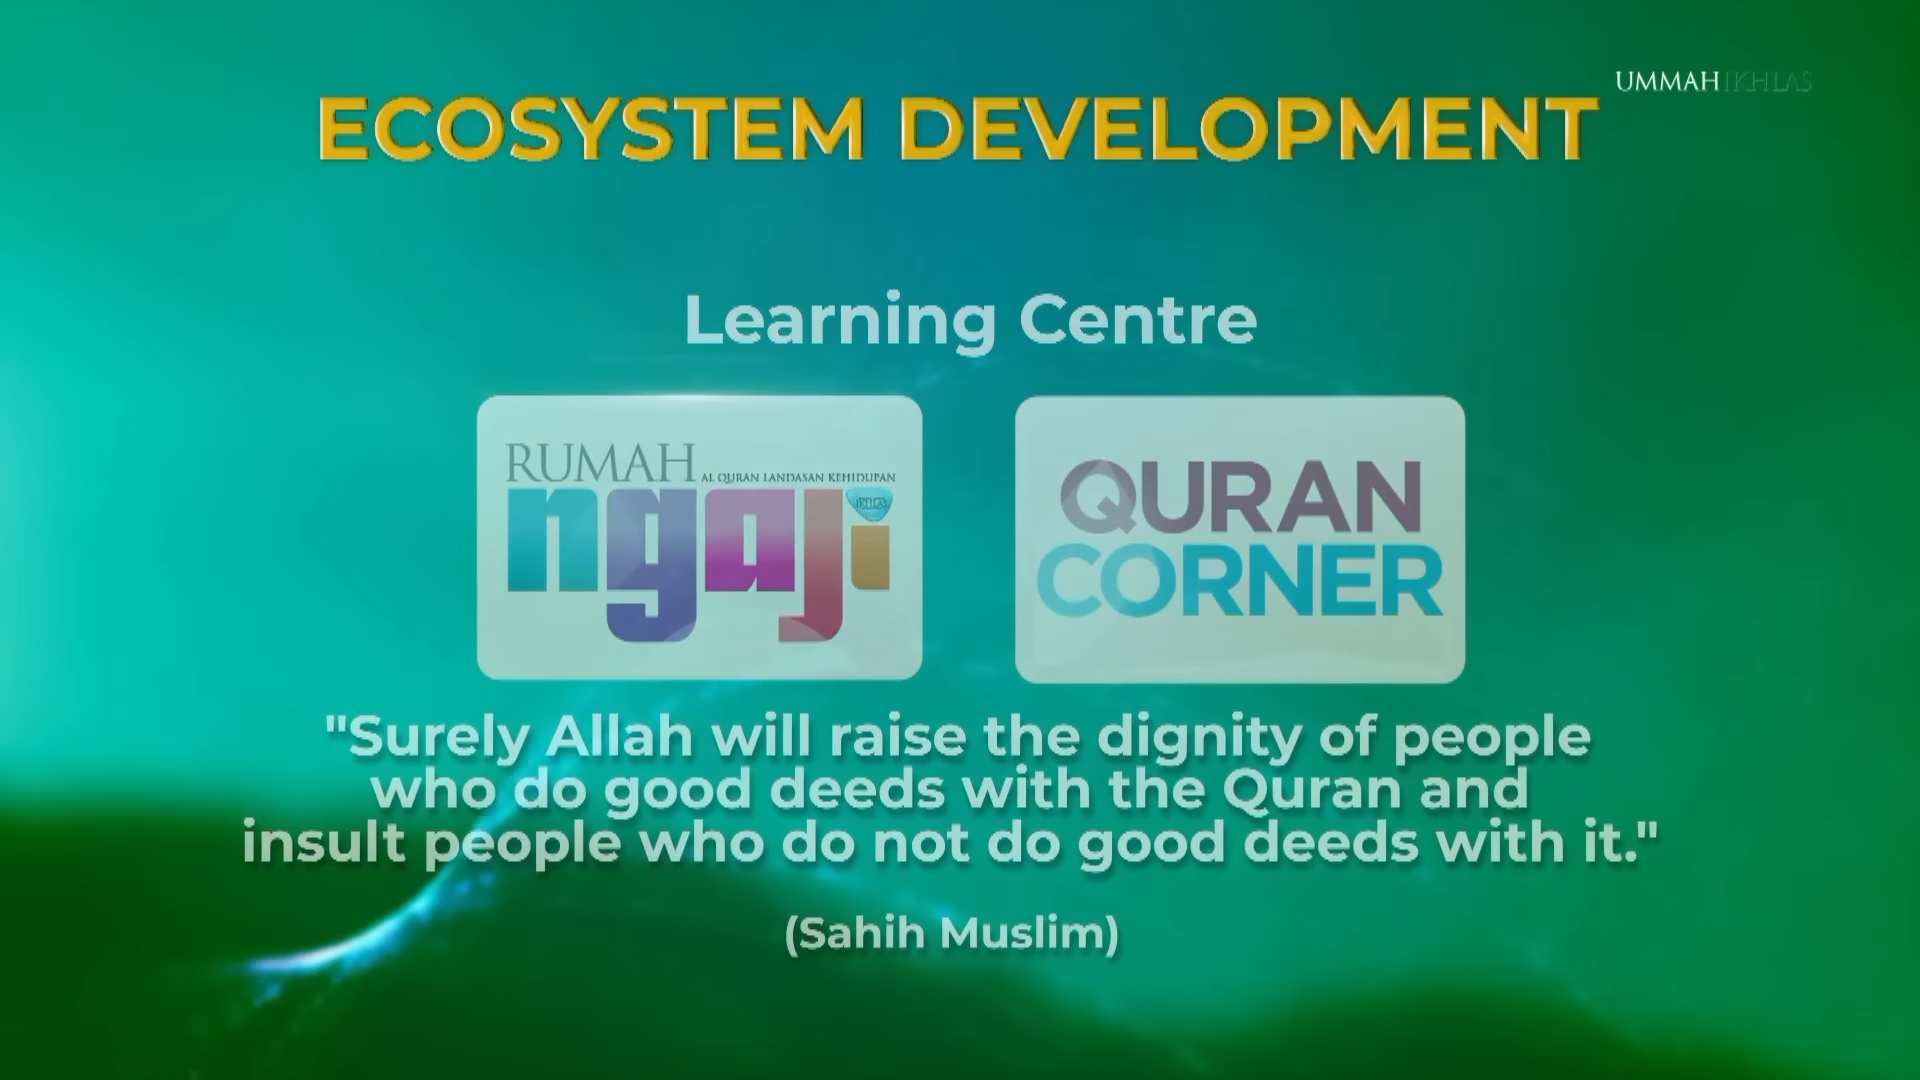 UMMAHIKHLAS
ECOSYSTEM DEVELOPMENT
Learning Centre
RUMAH
AL QURAN LANDASAN KEHIDUPAN
IKHLAS
ngaji
QURAN
CORNER
"Surely Allah will raise the dignity of people
who do good deeds with the Quran and
insult people who do not do good deeds with it."
(Sahih Muslim)